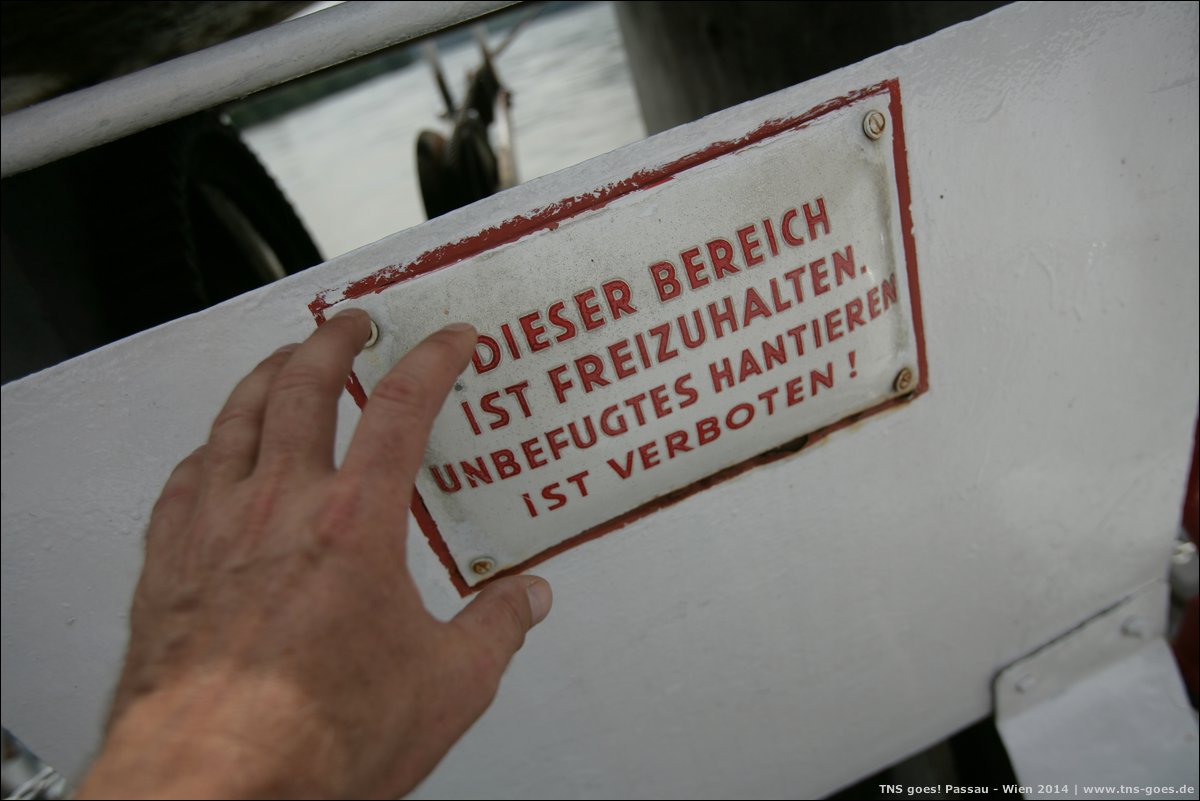 DIESER BEREICH
IST FREIZUHALTEN.
UNBEFUGTES HANTIEREN
IST VERBOTEN !
TNS goes! Passau - Wien 2014 | www.tns-goes.de